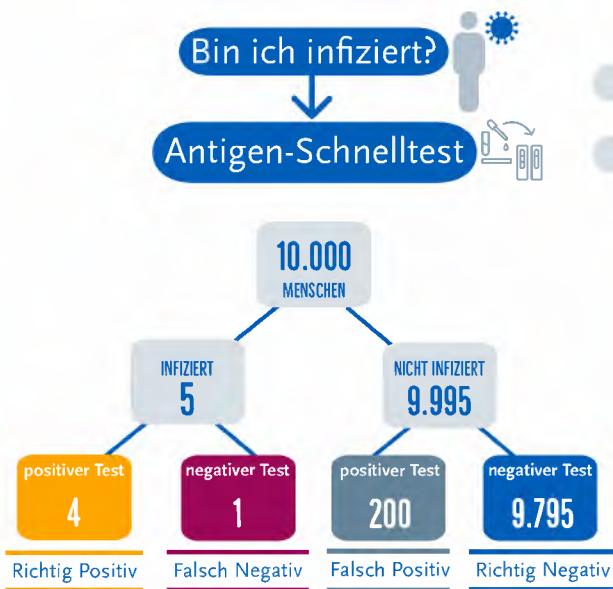 Bin ich infiziert?
Antigen-Schnelltest
10.000
MENSCHEN
INFIZIERT
5
NICHT INFIZIERT
9.995
positiver Test
4
negativer Test
1
positiver Test
200
negativer Test
9.795
Richtig Positiv
Falsch Negativ
Falsch Positiv
Richtig Negativ